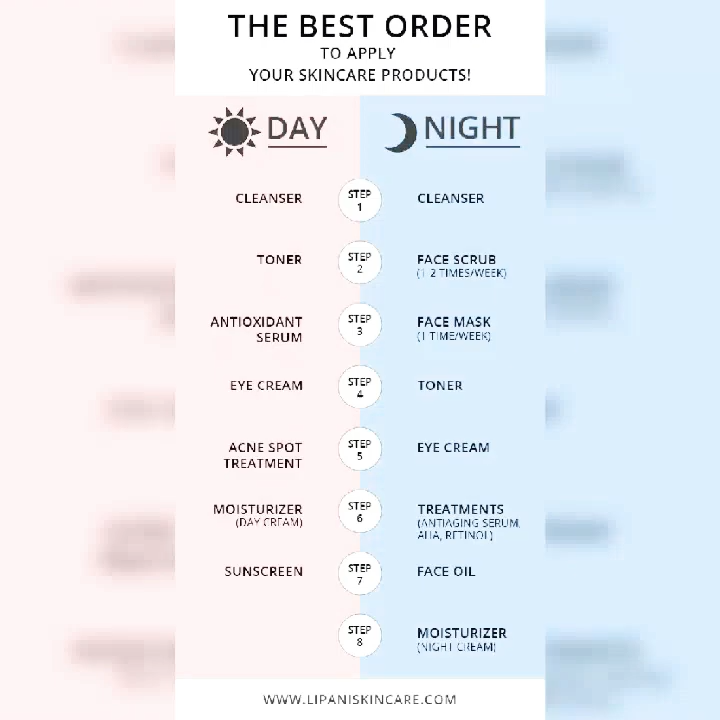 THE BEST ORDER
TO APPLY
YOUR SKINCARE PRODUCTS!
DAY
NIGHT
CLEANSER
STEP
1
CLEANSER
TONER
STEP
2
FACE SCRUB
(1 2 TIMES/WEEK)
ANTIOXIDANT
SERUM
STEP
3
FACE MASK
(1 TIME/WEEK)
EYE CREAM
STEP
4
TONER
ACNE SPOT
TREATMENT
STEP
5
EYE CREAM
MOISTURIZER
(DAY CREAM)
STEP
6
TREATMENTS
(ANTIAGING SERUM,
AHA, RETINOL)
SUNSCREEN
STEP
7
FACE OIL
STEP
8
MOISTURIZER
(NIGHT CREAM)
WWW.LIPANISKINCARE.COM